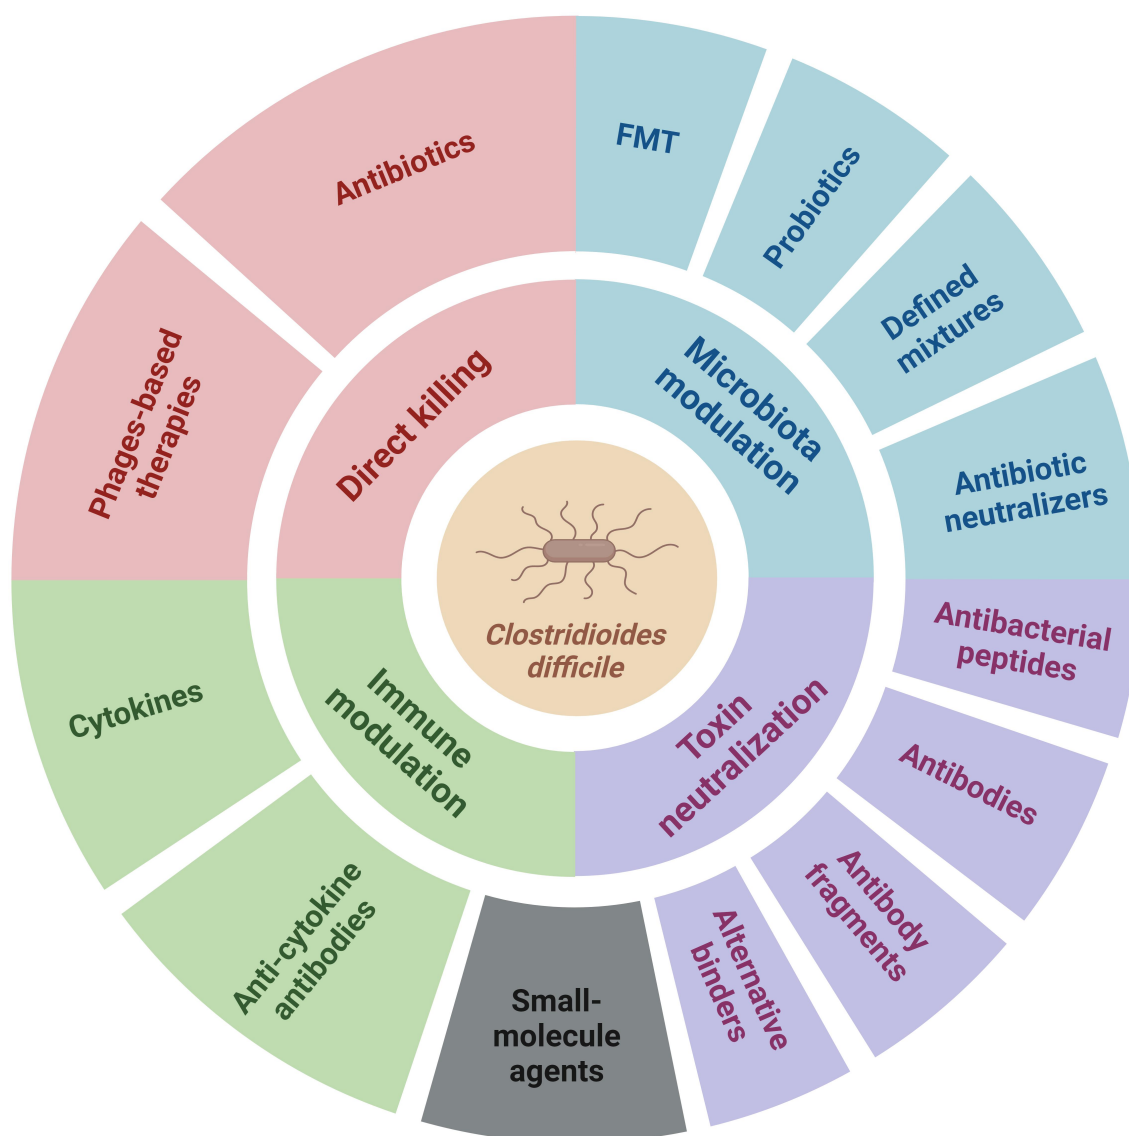 Antibiotics
FMT
Probiotics
Defined
mixtures
Antibiotic
neutralizers
Antibacterial
peptides
Antibodies
Antibody
fragments
Alternative
binders
Small-
molecule
agents
Anti-cytokine
antibodies
Cytokines
Phages-based
therapies
Direct killing
Microbiota
modulation
Toxin
neutralization
Immune
modulation
Clostridioides
difficile